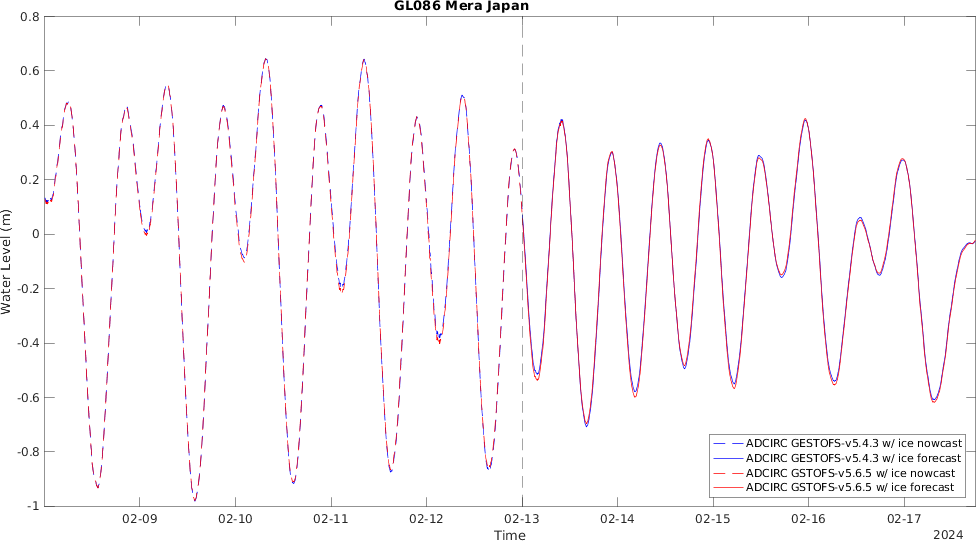 GL086 Mera Japan
0.8
0.6
0.4
0.2
0
-0.2
-0.4
-0.6
-0.8
-1
Water Level (m)
ADCIRC GESTOFS-v5.4.3 w/ ice nowcast
ADCIRC GESTOFS-v5.4.3 w/ ice forecast
ADCIRC GSTOFS-v5.6.5 w/ ice nowcast
ADCIRC GSTOFS-v5.6.5 w/ ice forecast
02-09 02-10 02-11 02-12 02-13 02-14 02-15 02-16 02-17
Time
2024